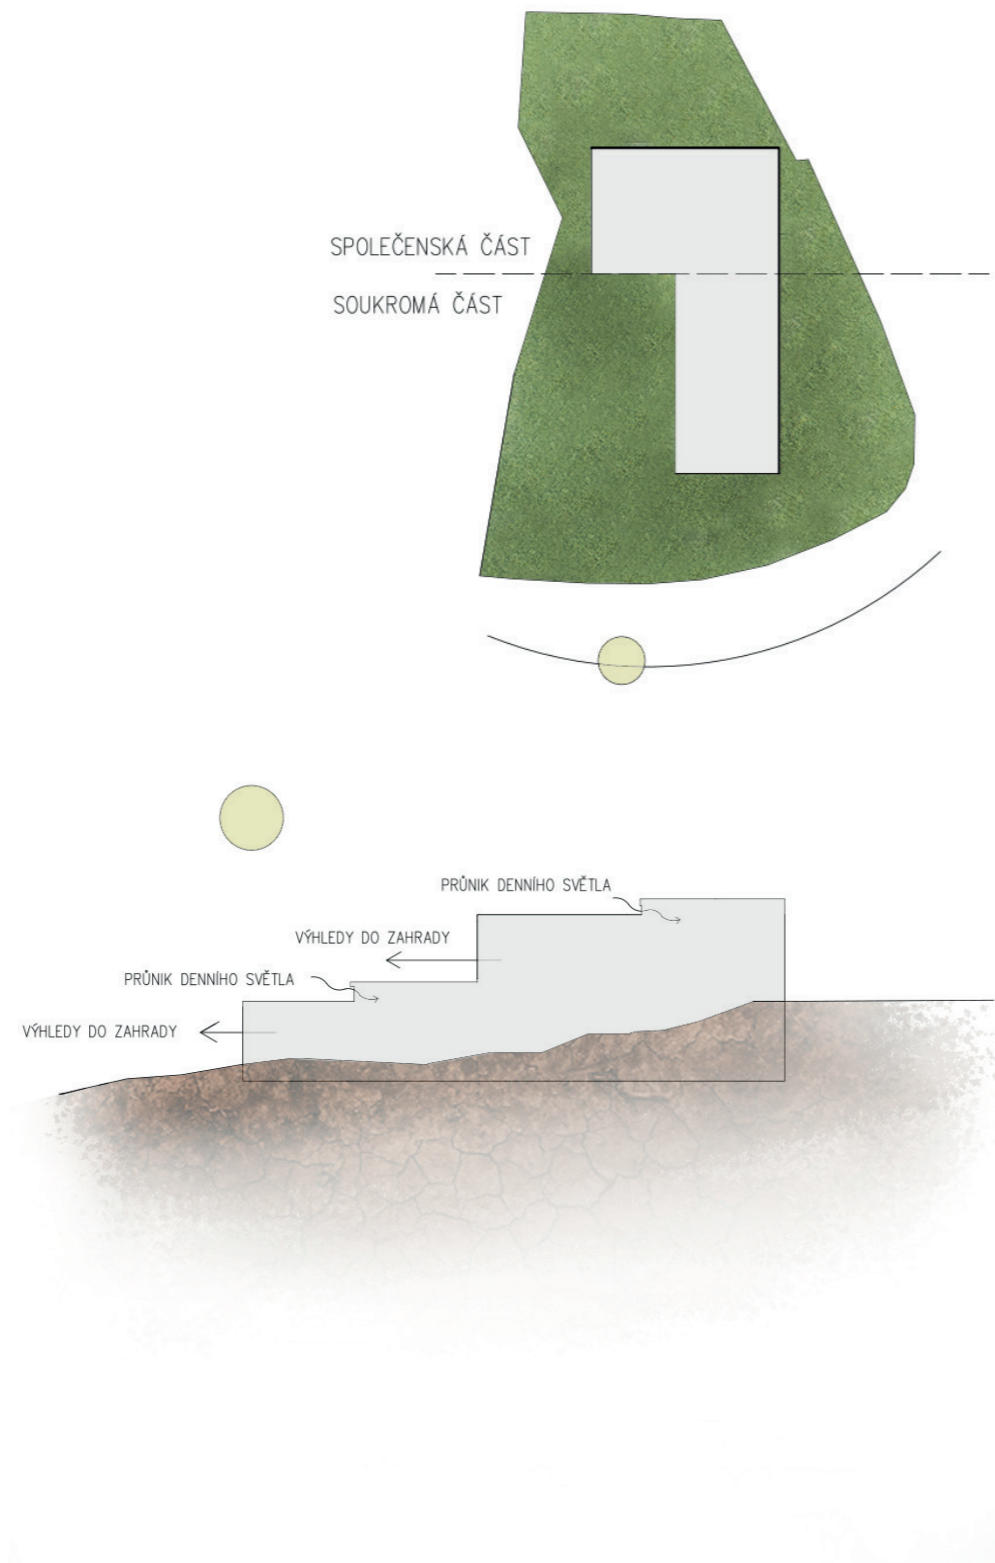 SPOLEČENSKÁ ČÁST
SOUKROMÁ ČÁST
PRŮNIK DENNÍHO SVĚTLA
VÝHLEDY DO ZAHRADY
PRŮNIK DENNÍHO SVĚTLA
VÝHLEDY DO ZAHRADY